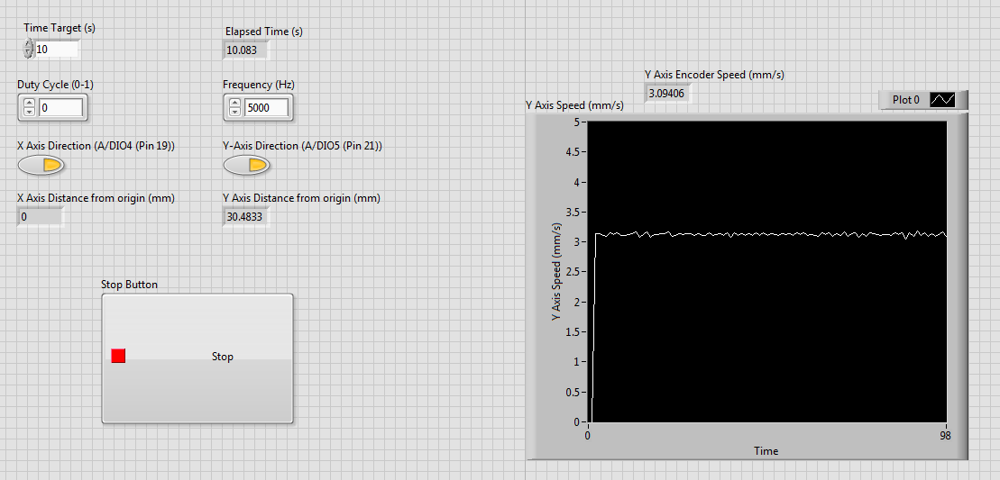 Time Target (s)
10
Elapsed Time (s)
10.083
Duty Cycle (0-1)
0
Frequency (Hz)
5000
X Axis Direction (A/DIO4 (Pin 19))
Y-Axis Direction (A/DIO5 (Pin 21))
X Axis Distance from origin (mm)
0
Y Axis Distance from origin (mm)
30.4833
Stop Button
Stop
Y Axis Encoder Speed (mm/s)
3.09406
Y Axis Speed (mm/s)
Plot 0
5
4.5
4
3.5
3
2.5
2
1.5
1
0.5
0
Y Axis Speed (mm/s)
0
98
Time